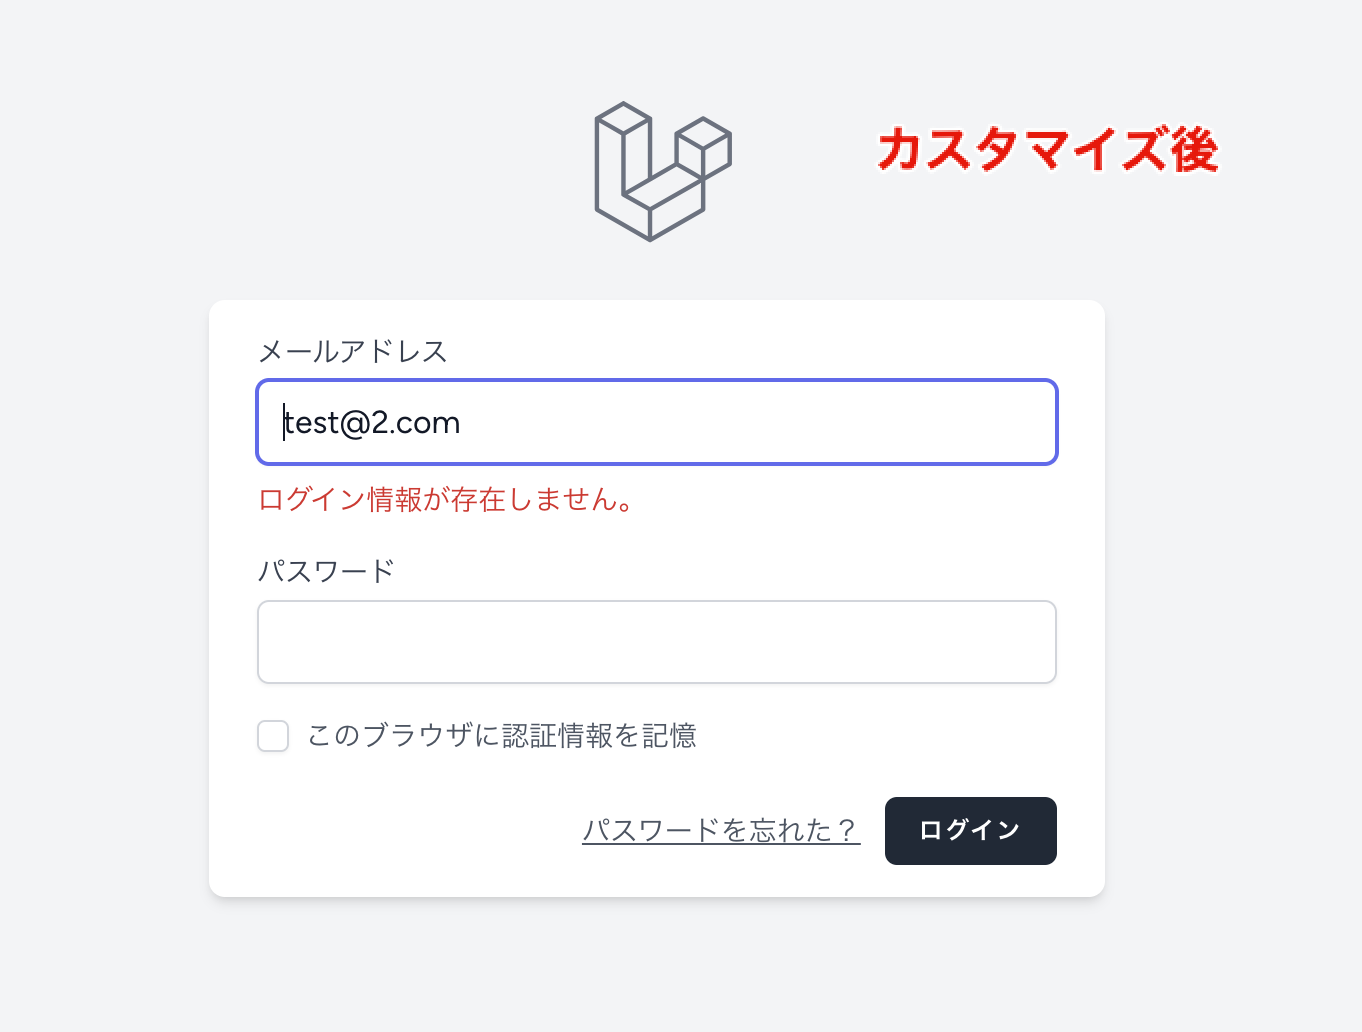 カスタマイズ後
メールアドレス
test@2.com
ログイン情報が存在しません。
パスワード
このブラウザに認証情報を記憶
パスワードを忘れた？
ログイン